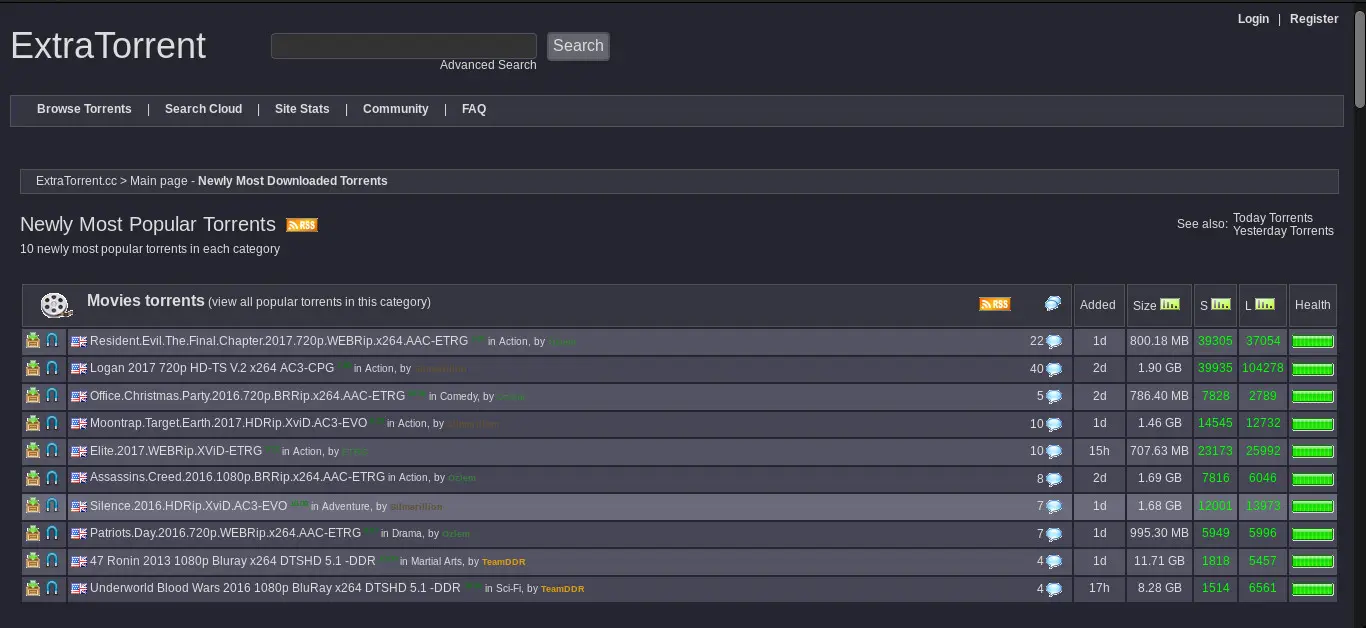 Login | Register
ExtraTorrent
Search
Advanced Search
Browse Torrents | Search Cloud | Site Stats | Community | FAQ
ExtraTorrent.cc > Main page - Newly Most Downloaded Torrents
Newly Most Popular Torrents RSS
See also: Today Torrents
Yesterday Torrents
10 newly most popular torrents in each category
Movies torrents (view all popular torrents in this category) RSS Added Size S L Health
Resident.Evil.The.Final.Chapter.2017.720p.WEBRip.x264.AAC-ETRG in Action, by Ozlem 22 1d 800.18 MB 39305 37054
Logan 2017 720p HD-TS V.2 x264 AC3-CPG in Action, by 40 2d 1.90 GB 39935 104278
Office.Christmas.Party.2016.720p.BRRip.x264.AAC-ETRG in Comedy, by Ozlem 5 2d 786.40 MB 7828 2789
Moontrap.Target.Earth.2017.HDRip.XviD.AC3-EVO in Action, by 10 1d 1.46 GB 14545 12732
Elite.2017.WEBRip.XViD-ETRG in Action, by 10 15h 707.63 MB 23173 25992
Assassins.Creed.2016.1080p.BRRip.x264.AAC-ETRG in Action, by Ozlem 8 2d 1.69 GB 7816 6046
Silence.2016.HDRip.XviD.AC3-EVO in Adventure, by 7 1d 1.68 GB 12001 13973
Patriots.Day.2016.720p.WEBRip.x264.AAC-ETRG in Drama, by Ozlem 7 1d 995.30 MB 5949 5996
47 Ronin 2013 1080p Bluray x264 DTSHD 5.1 -DDR in Martial Arts, by TeamDDR 4 1d 11.71 GB 1818 5457
Underworld Blood Wars 2016 1080p BluRay x264 DTSHD 5.1 -DDR in Sci-Fi, by TeamDDR 4 17h 8.28 GB 1514 6561